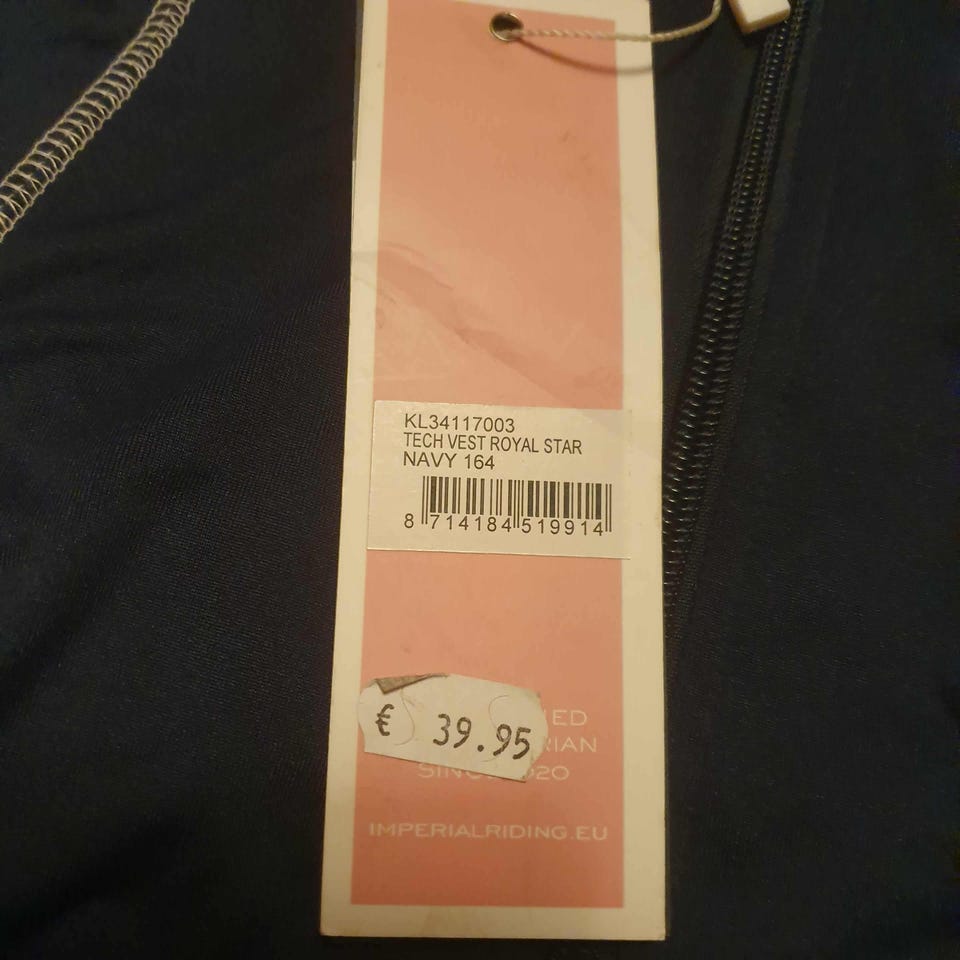 KL34117003
TECH VEST ROYAL STAR
NAVY 164
8 714184 519914
€ 39.95
IMPERIALRIDING.EU